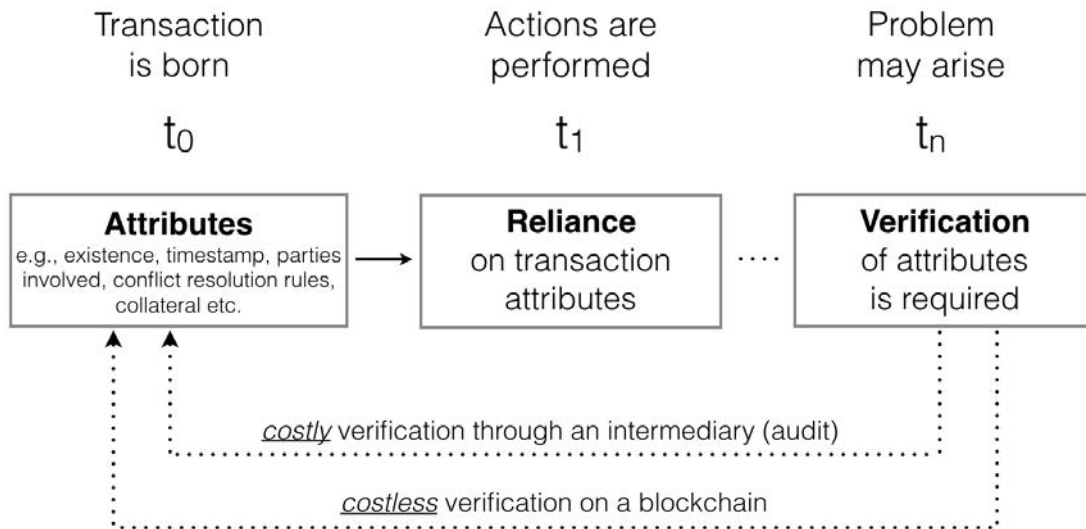 Transaction
is born
t0
Actions are
performed
t1
Problem
may arise
tn
Attributes
e.g., existence, timestamp, parties
involved, conflict resolution rules,
collateral etc.
Reliance
on transaction
attributes
....
Verification
of attributes
is required
costly verification through an intermediary (audit)
costless verification on a blockchain